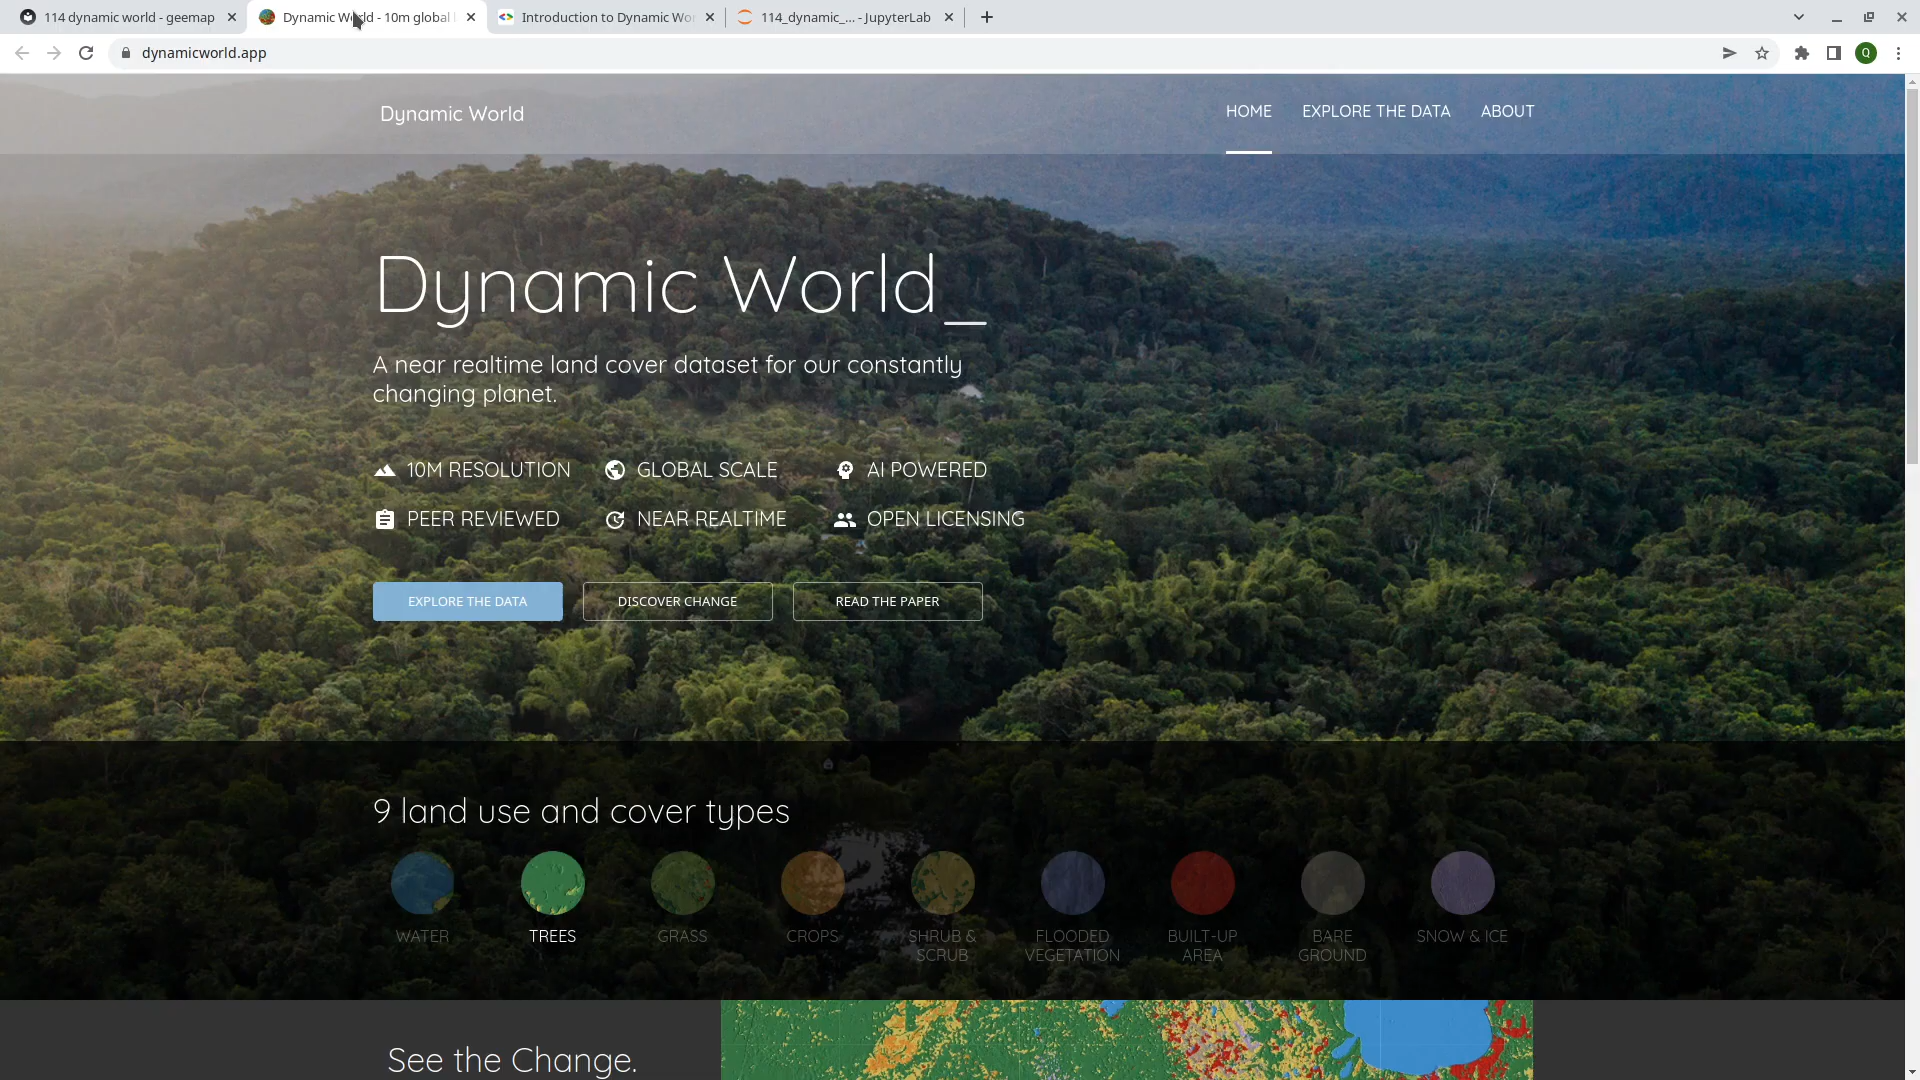 114 dynamic world - geemap
Dynamic World - 10m global
Introduction to Dynamic Wor
114_dynamic_... - JupyterLab
dynamicworld.app
Q
Dynamic World
HOME
EXPLORE THE DATA
ABOUT
Dynamic World_
A near realtime land cover dataset for our constantly
changing planet.
10M RESOLUTION
GLOBAL SCALE
AI POWERED
PEER REVIEWED
NEAR REALTIME
OPEN LICENSING
EXPLORE THE DATA
DISCOVER CHANGE
READ THE PAPER
9 land use and cover types
WATER
TREES
GRASS
CROPS
SHRUB &
SCRUB
FLOODED
VEGETATION
BUILT-UP
AREA
BARE
GROUND
SNOW & ICE
See the Change.